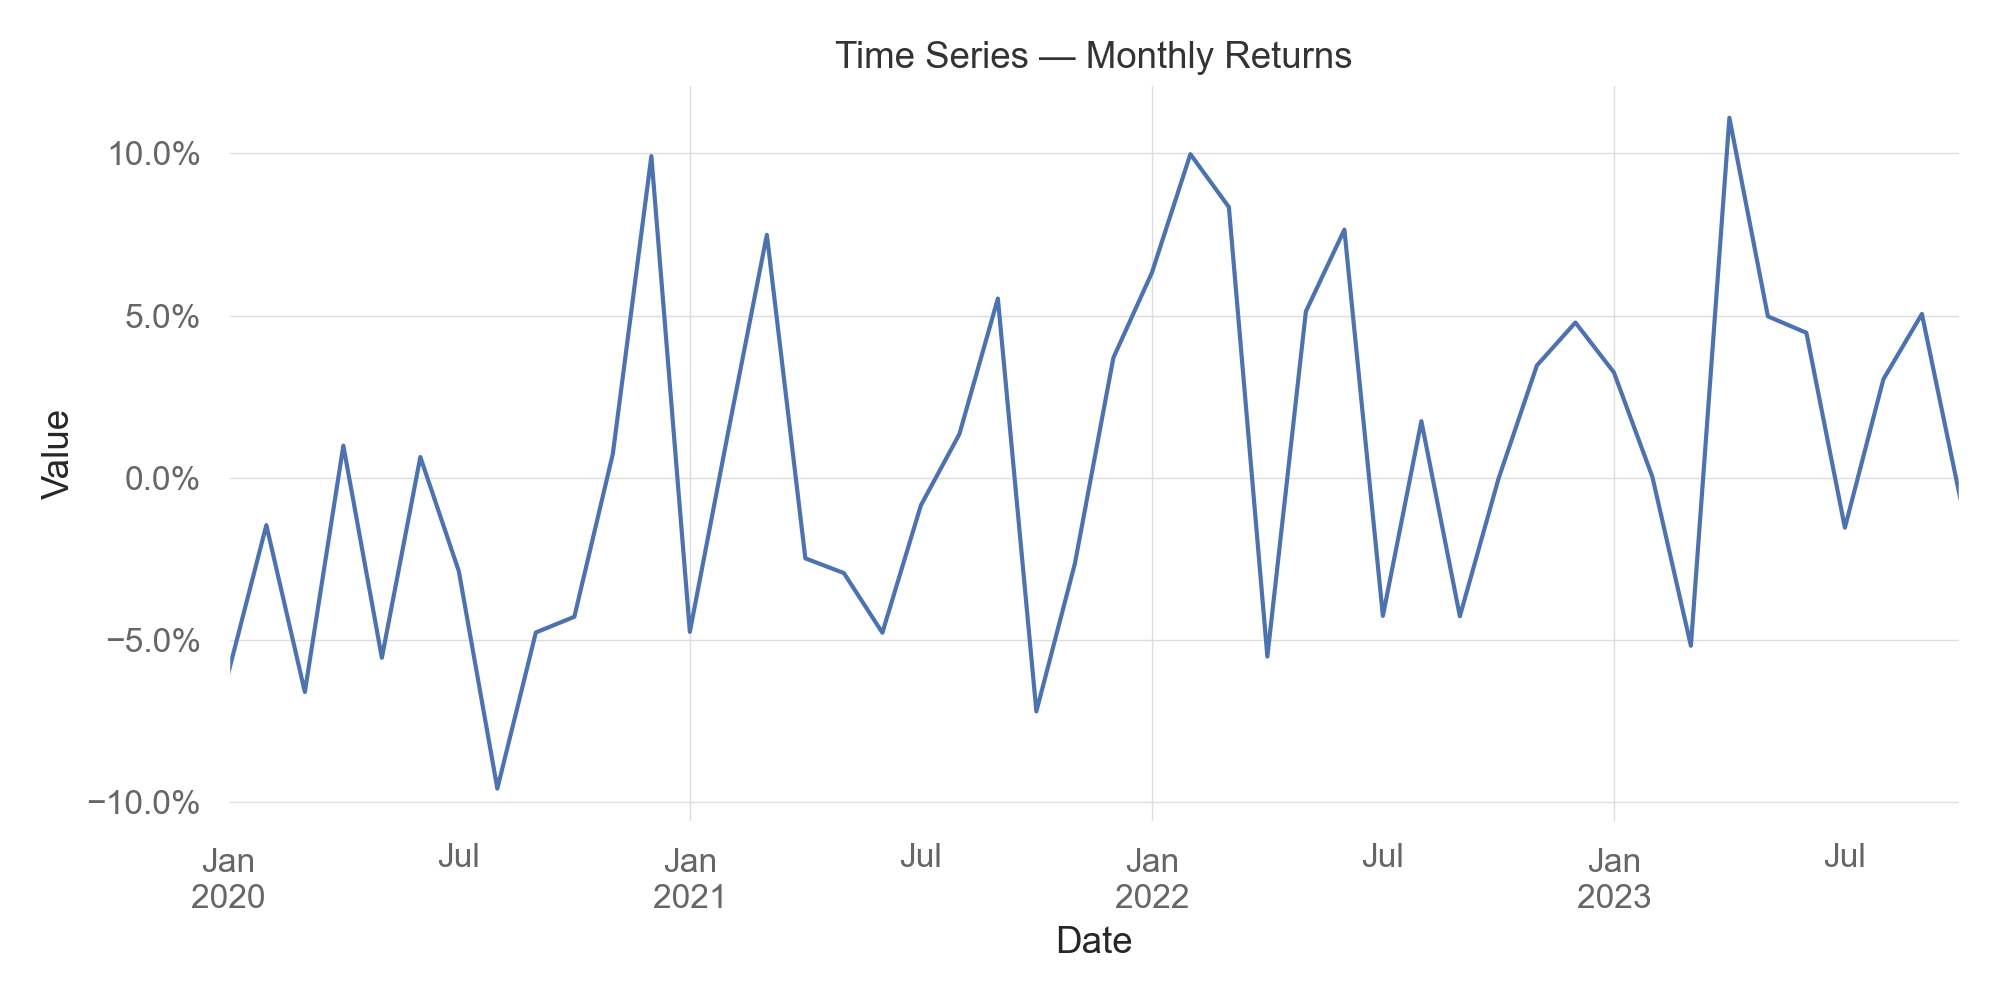 Time Series — Monthly Returns
10.0%
5.0%
0.0%
−5.0%
−10.0%
Value
Jan Jul Jan Jul Jan Jul Jan Jul
2020 2021 2022 2023
Date